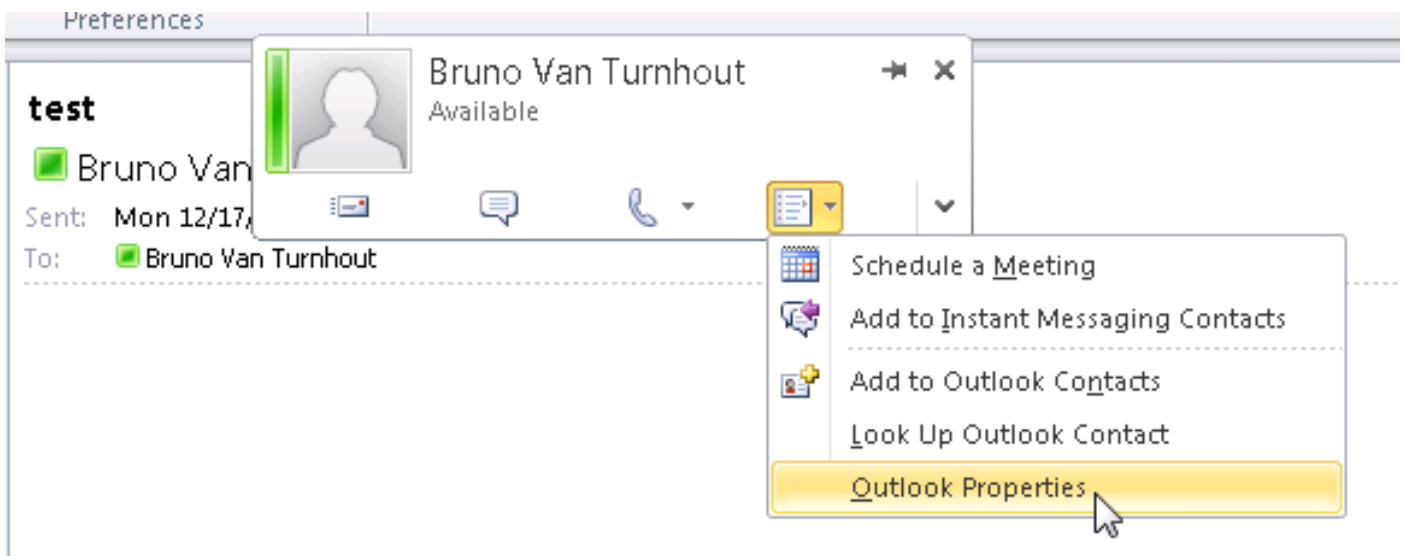 Preferences
Bruno Van Turnhout
Available
test
Bruno Van
Sent: Mon 12/17/
To: Bruno Van Turnhout
Schedule a Meeting
Add to Instant Messaging Contacts
Add to Outlook Contacts
Look Up Outlook Contact
Outlook Properties